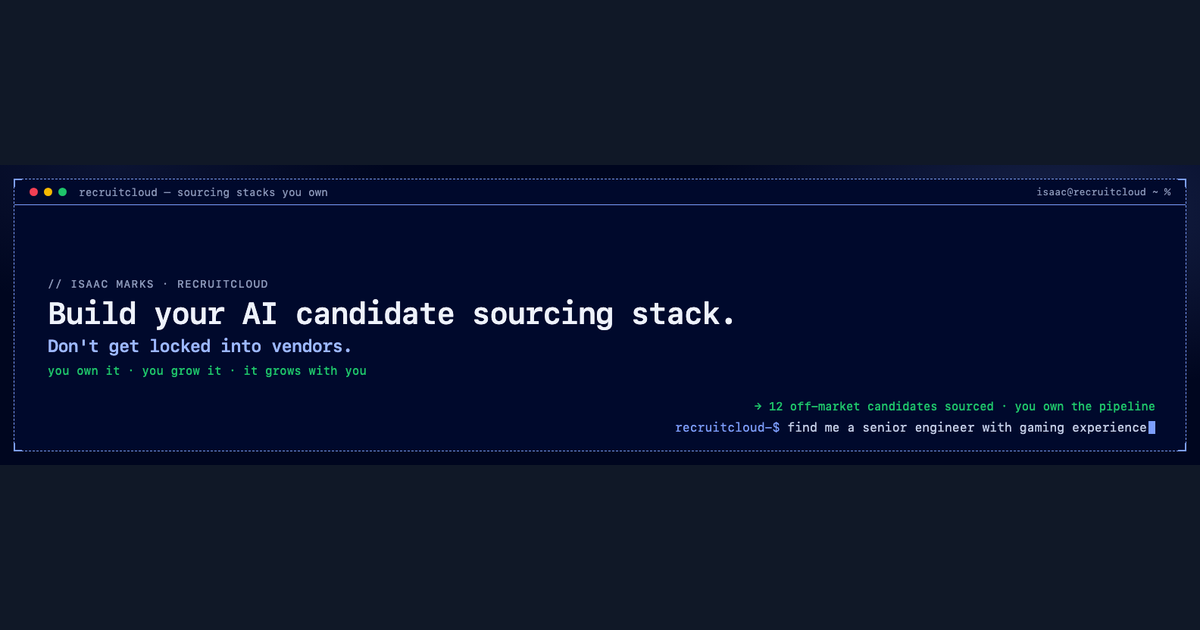 recruitcloud — sourcing stacks you own
isaac@recruitcloud ~ %
// ISAAC MARKS · RECRUITCLOUD
Build your AI candidate sourcing stack.
Don't get locked into vendors.
you own it · you grow it · it grows with you
→ 12 off—market candidates sourced · you own the pipeline
recruitcloud—$ find me a senior engineer with gaming experience